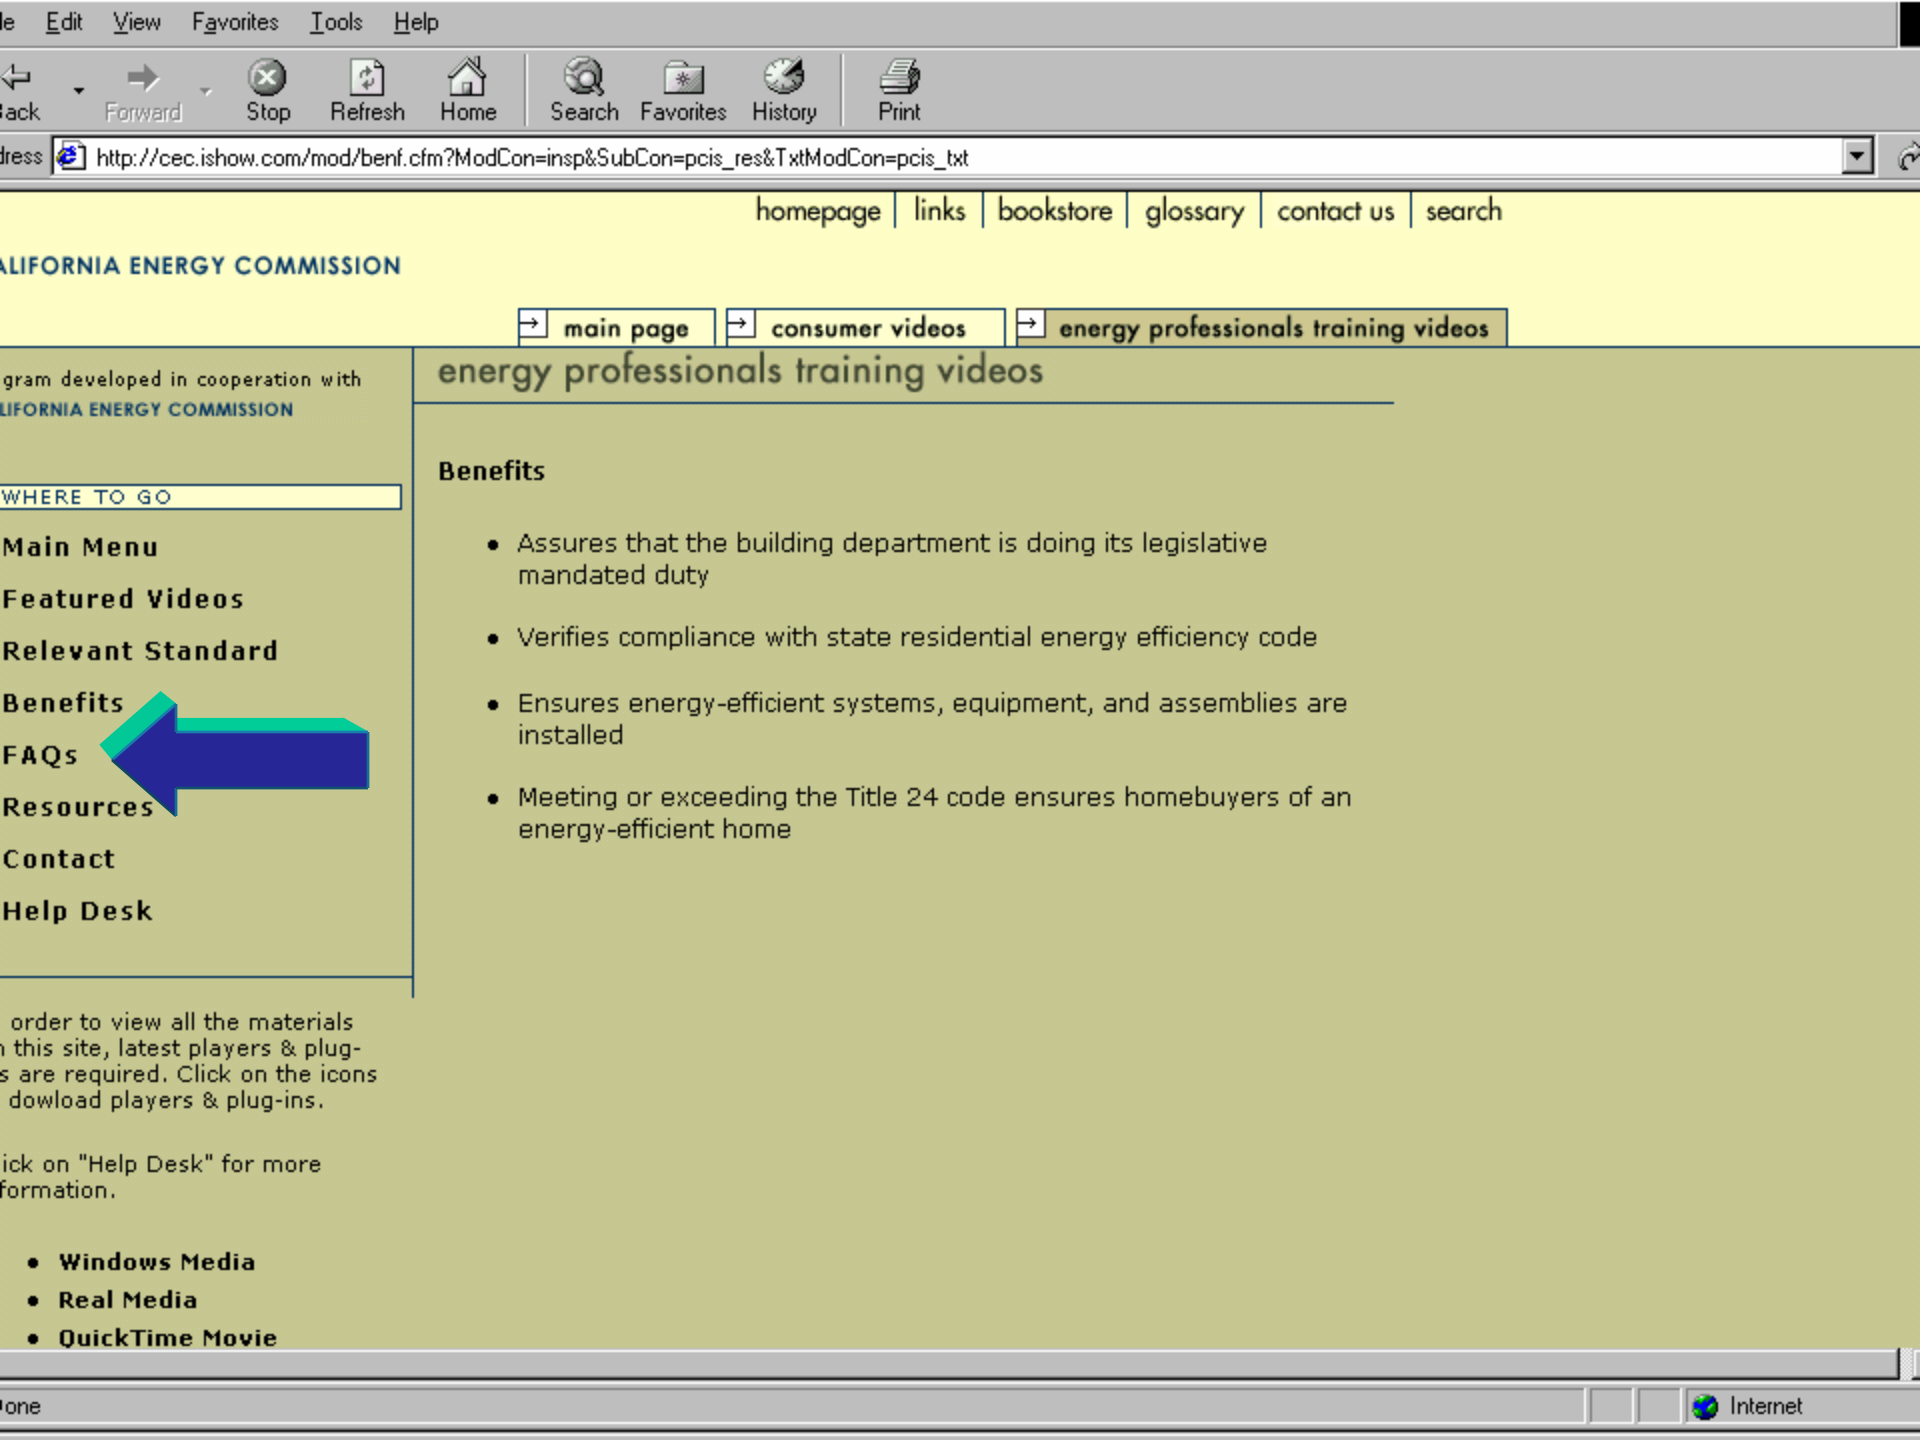 le Edit View Favorites Tools Help
Back Forward Stop Refresh Home Search Favorites History Print
dress http://cec.ishow.com/mod/benf.cfm?ModCon=insp&SubCon=pcis_res&TxtModCon=pcis_txt
homepage links bookstore glossary contact us search
ALIFORNIA ENERGY COMMISSION
main page consumer videos energy professionals training videos
gram developed in cooperation with
LIFORNIA ENERGY COMMISSION
WHERE TO GO
Main Menu
Featured Videos
Relevant Standard
Benefits
FAQs
Resources
Contact
Help Desk
order to view all the materials
n this site, latest players & plug-
s are required. Click on the icons
dowload players & plug-ins.
ick on "Help Desk" for more
formation.
• Windows Media
• Real Media
• QuickTime Movie
energy professionals training videos
Benefits
• Assures that the building department is doing its legislative
mandated duty
• Verifies compliance with state residential energy efficiency code
• Ensures energy-efficient systems, equipment, and assemblies are
installed
• Meeting or exceeding the Title 24 code ensures homebuyers of an
energy-efficient home
one Internet